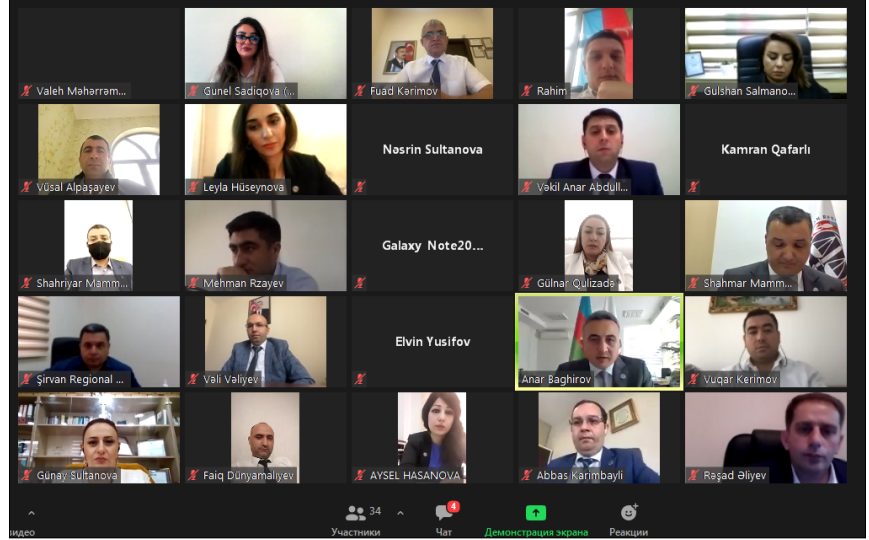 Valeh Məhərrəm...
Gunel Sadiqova (...
Fuad Kərimov
Rahim
Gulshan Salmano...
Vüsal Alpaşayev
Leyla Hüseynova
Nəsrin Sultanova
Vəkil Anar Abdull...
Kamran Qafarlı
Shahriyar Mamm...
Mehman Rzayev
Galaxy Note20...
Gülnar Qulizadə
Shahmar Mamm...
Şirvan Regional ...
Vəli Vəliyev
Elvin Yusifov
Anar Baghirov
Vuqar Kerimov
Günay Sultanova
Faiq Dünyamalıyev
AYSEL HASANOVA
Abbas Karimbayli
Rəşad Əliyev
идео
34
Участники
4
Чат
Демонстрация экрана
Реакции